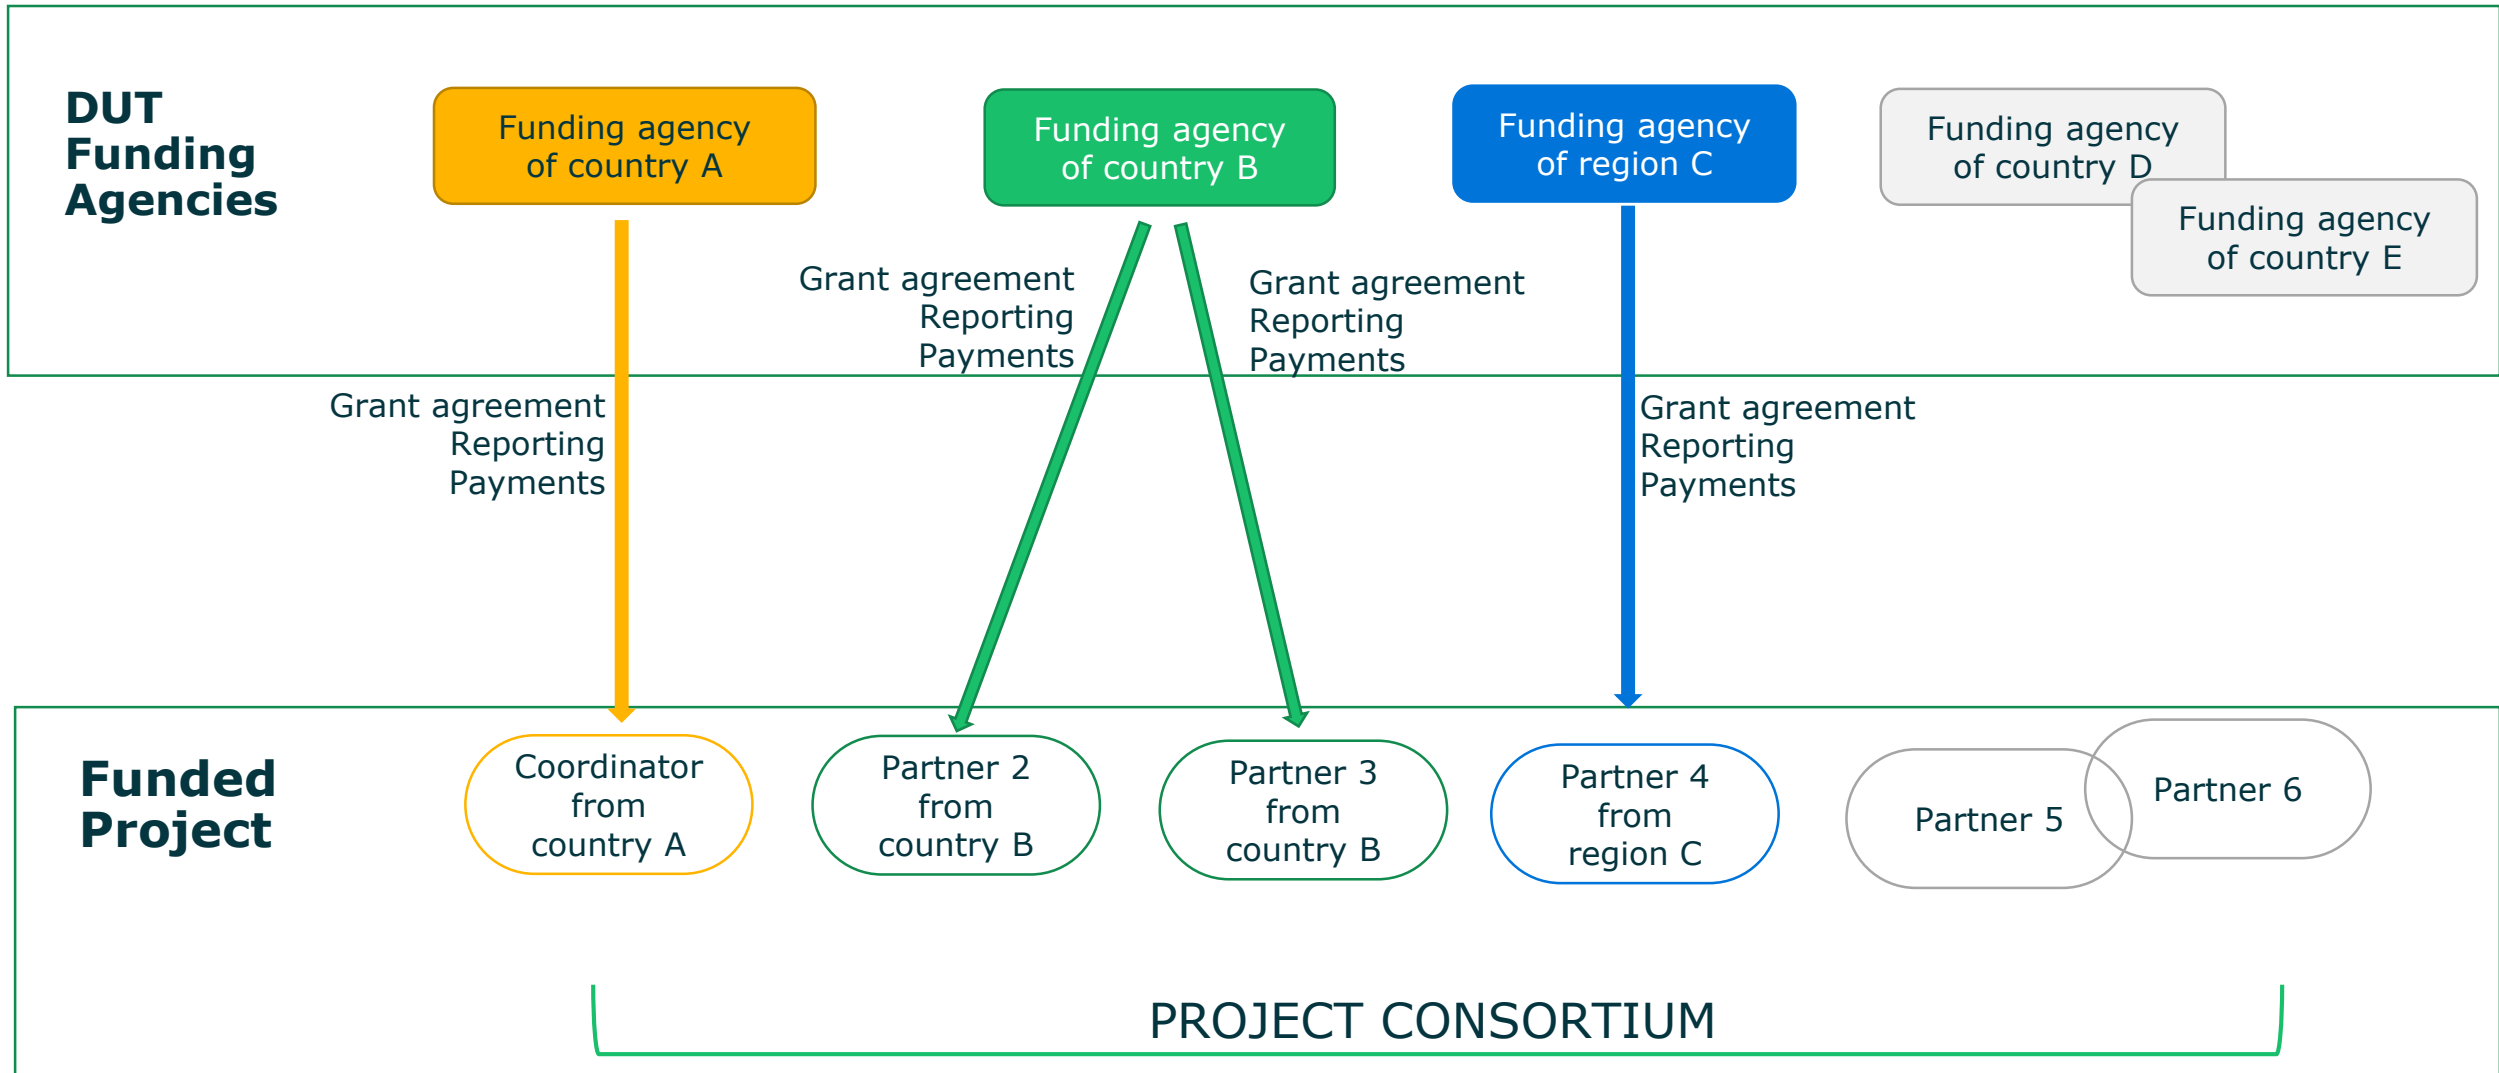 DUT
Funding
Agencies
Funding agency
of country A
Funding agency
of country B
Funding agency
of region C
Funding agency
of country D
Funding agency
of country E
Grant agreement
Reporting
Payments
Grant agreement
Reporting
Payments
Grant agreement
Reporting
Payments
Grant agreement
Reporting
Payments
Funded
Project
Coordinator
from
country A
Partner 2
from
country B
Partner 3
from
country B
Partner 4
from
region C
Partner 5
Partner 6
PROJECT CONSORTIUM